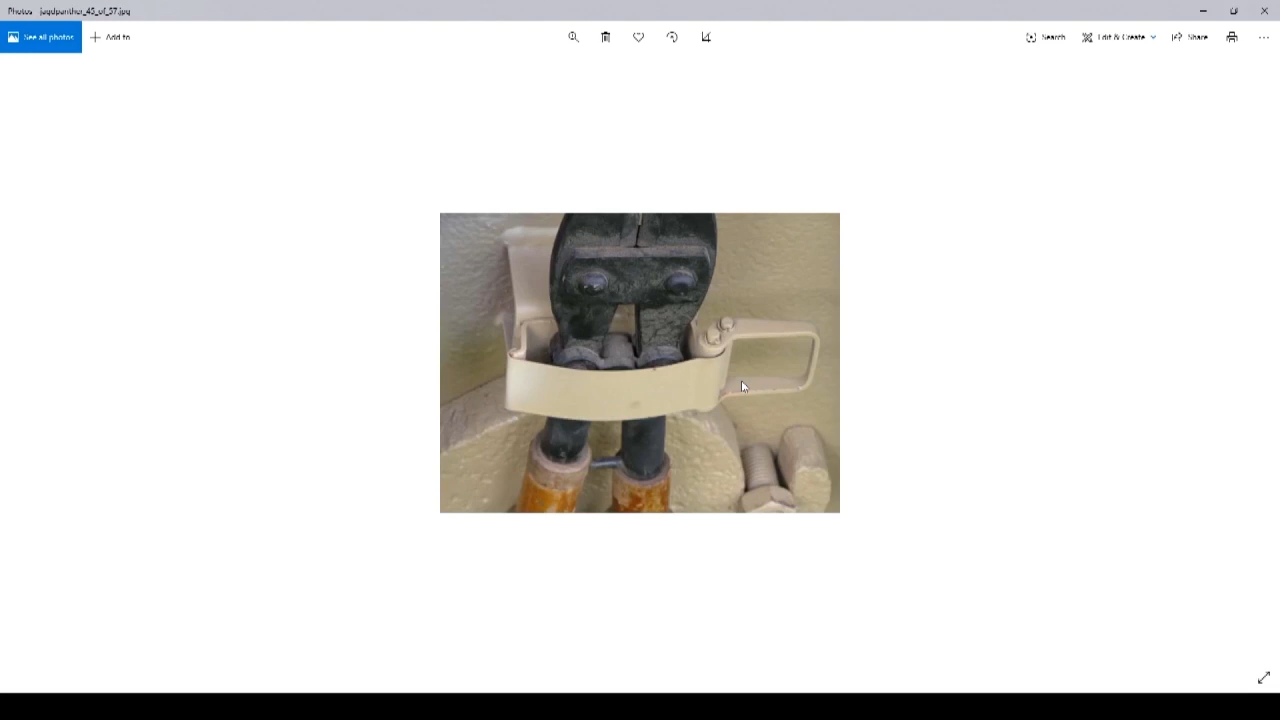 Photos - jagdpanther_45_of_57.jpg
See all photos
Add to
Search
Edit & Create
Share